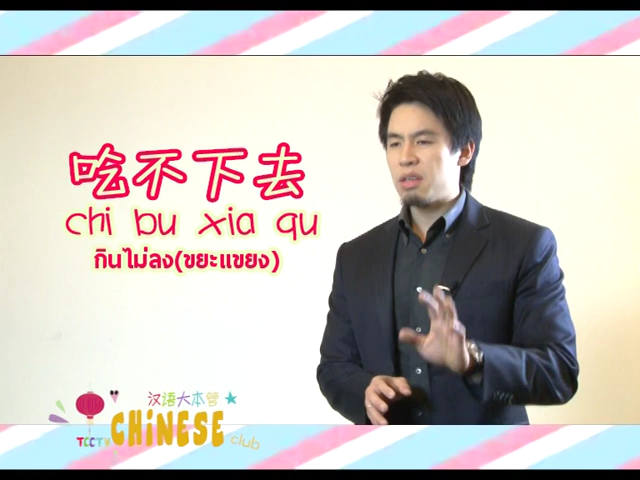 吃不下去
chi bu xia qu
กินไม่ลง(ขยะแขยง)
汉语大本营
CHiNESE
club